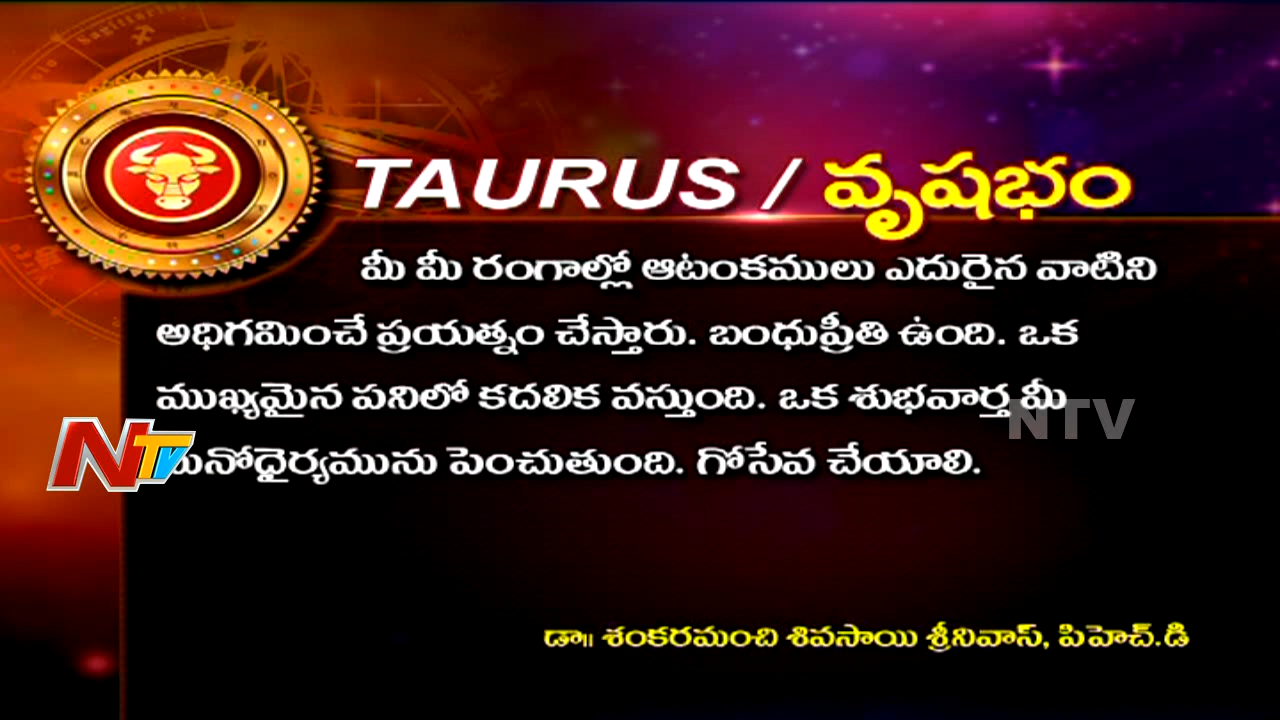 TAURUS / వృషభం
మీ మీ రంగాల్లో ఆటంకములు ఎదురైన వాటిని
అధిగమించే ప్రయత్నం చేస్తారు. బంధుప్రీతి ఉంది. ఒక
ముఖ్యమైన పనిలో కదలిక వస్తుంది. ఒక శుభవార్త మీ
NTV
NTV
మనోధైర్యమును పెంచుతుంది. గోసేవ చేయాలి.
డా॥ శంకరమంచి శివసాయి శ్రీనివాస్, పిహెచ్.డి
Sagittarius